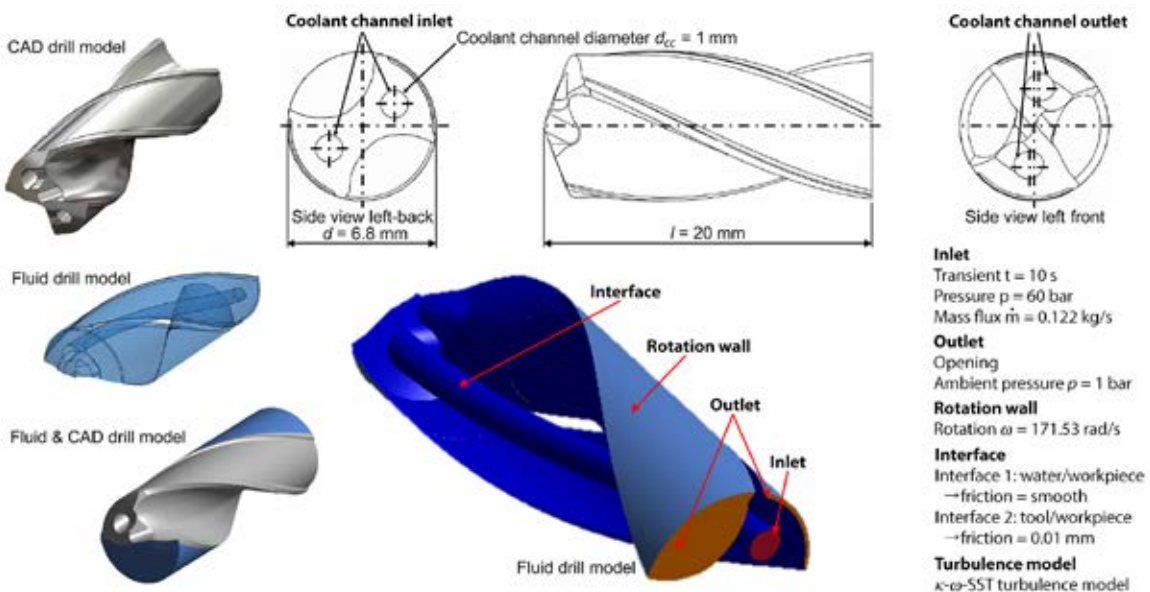 CAD drill model
Coolant channel inlet
Coolant channel diameter dcc = 1 mm
Side view left-back
d = 6.8 mm
l = 20 mm
Coolant channel outlet
Side view left front
Fluid drill model
Fluid & CAD drill model
Interface
Rotation wall
Outlet
Inlet
Fluid drill model
Inlet
Transient t = 10 s
Pressure p = 60 bar
Mass flux ṁ = 0.122 kg/s
Outlet
Opening
Ambient pressure p = 1 bar
Rotation wall
Rotation ω = 171.53 rad/s
Interface
Interface 1: water/workpiece
→friction = smooth
Interface 2: tool/workpiece
→friction = 0.01 mm
Turbulence model
κ-ω-SST turbulence model